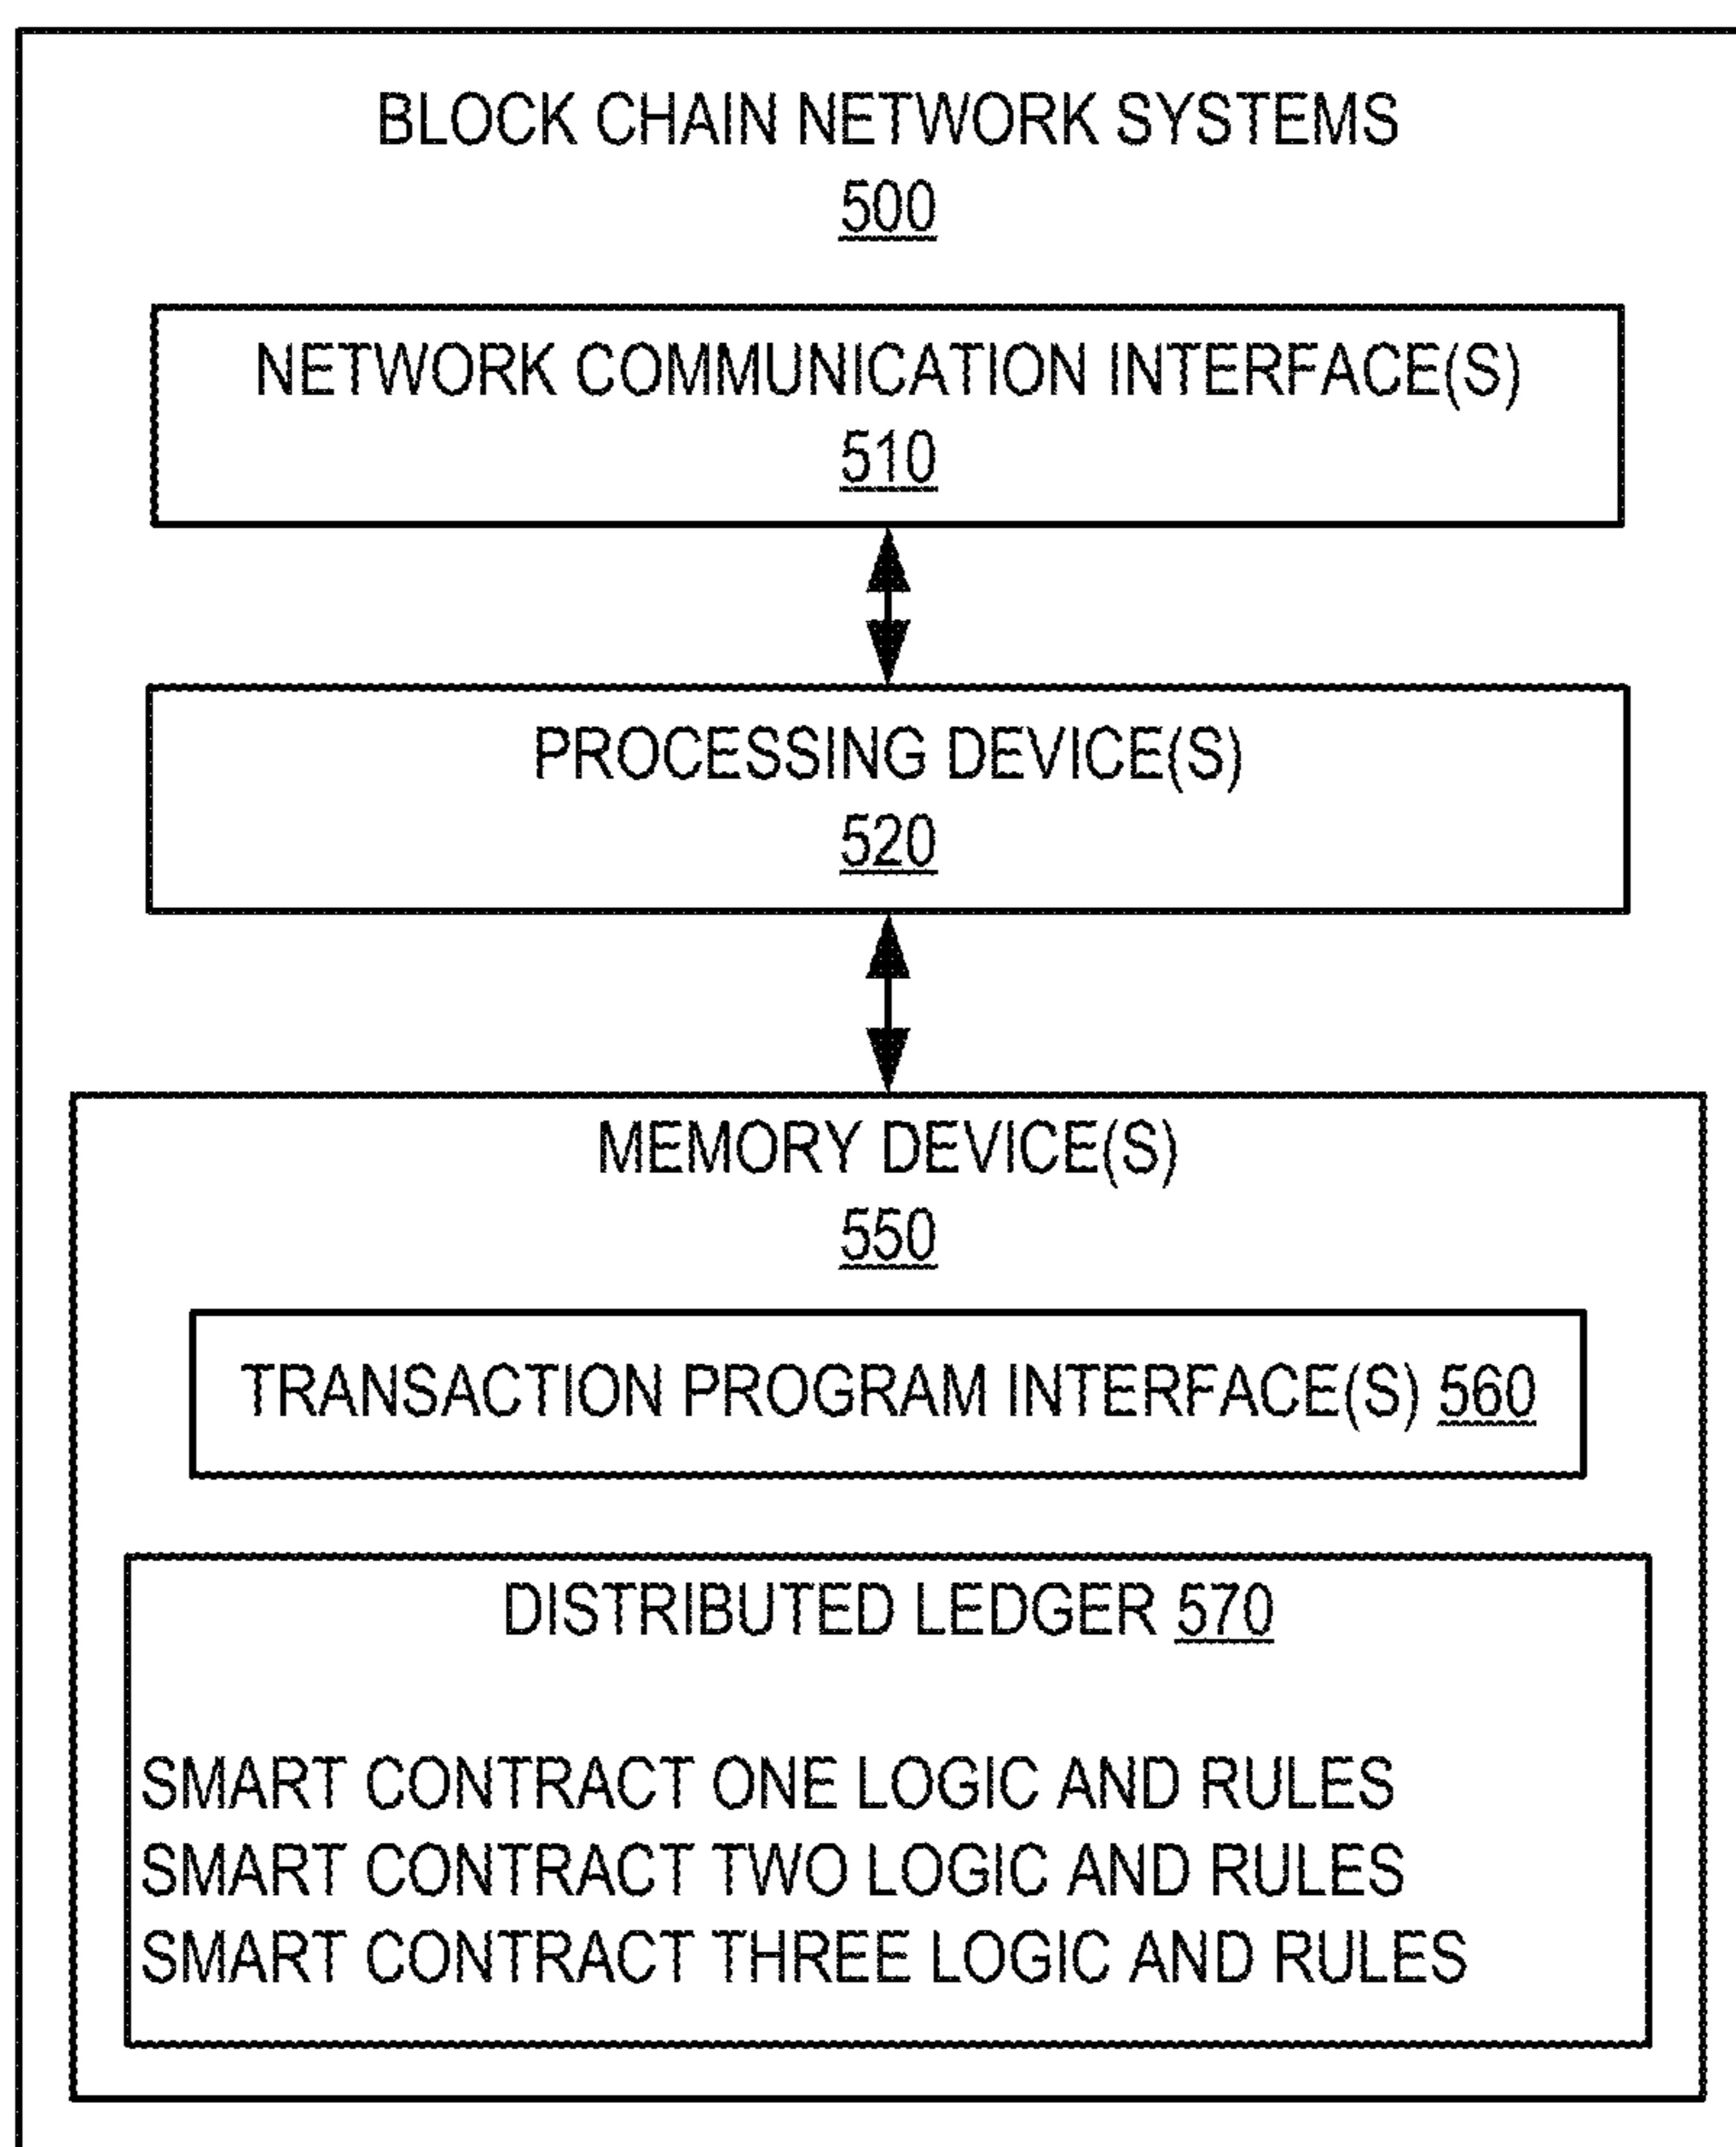 BLOCK CHAIN NETWORK SYSTEMS
500
NETWORK COMMUNICATION INTERFACE(S)
510
PROCESSING DEVICE(S)
520
MEMORY DEVICE(S)
550
TRANSACTION PROGRAM INTERFACE(S) 560
DISTRIBUTED LEDGER 570
SMART CONTRACT ONE LOGIC AND RULES
SMART CONTRACT TWO LOGIC AND RULES
SMART CONTRACT THREE LOGIC AND RULES